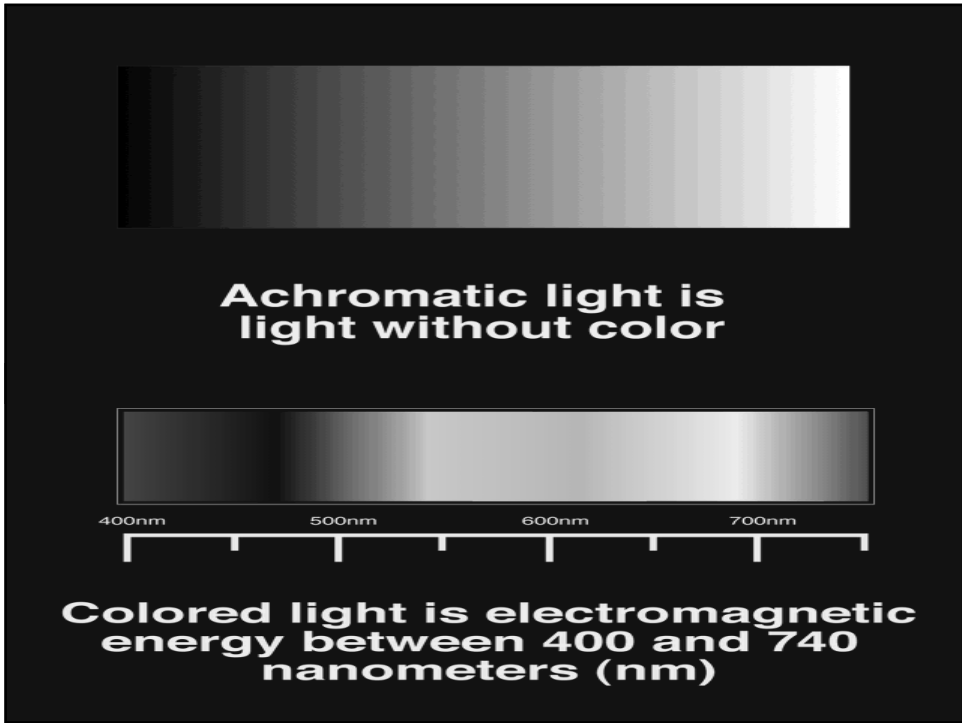 Achromatic light is
light without color
400nm 500nm 600nm 700nm
Colored light is electromagnetic
energy between 400 and 740
nanometers (nm)